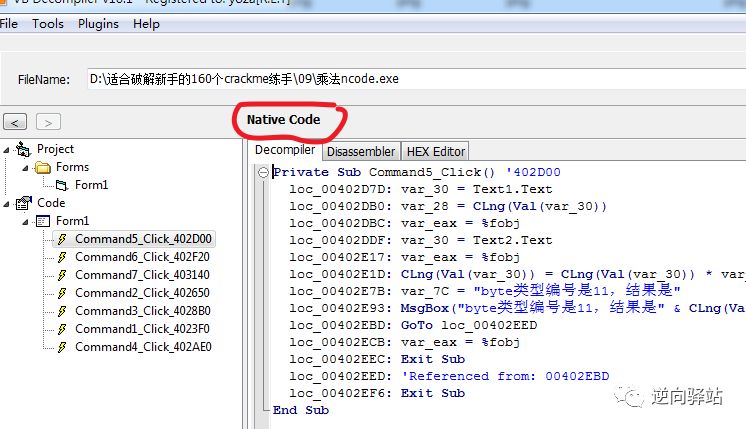 VB Decompiler v10.1 - Registered to: yoza[R.E.T]
File Tools Plugins Help
FileName: D:\适合破解新手的160个crackme练手\09\乘法ncode.exe
< > Native Code
Decompiler Disassembler HEX Editor
Project
Forms
Form1
Code
Form1
Command5_Click_402D00
Command6_Click_402F20
Command7_Click_403140
Command2_Click_402650
Command3_Click_4028B0
Command1_Click_4023F0
Command4_Click_402AE0
Private Sub Command5_Click() '402D00
loc_00402D7D: var_30 = Text1.Text
loc_00402DB0: var_28 = CLng(Val(var_30))
loc_00402DBC: var_eax = %fobj
loc_00402DDF: var_30 = Text2.Text
loc_00402E17: var_eax = %fobj
loc_00402E1D: CLng(Val(var_30)) = CLng(Val(var_30)) * var_
loc_00402E7B: var_7C = "byte类型编号是11，结果是"
loc_00402E93: MsgBox("byte类型编号是11，结果是" & CLng(Va
loc_00402EBD: GoTo loc_00402EED
loc_00402ECB: var_eax = %fobj
loc_00402EEC: Exit Sub
loc_00402EED: 'Referenced from: 00402EBD
loc_00402EF6: Exit Sub
End Sub
逆向驿站